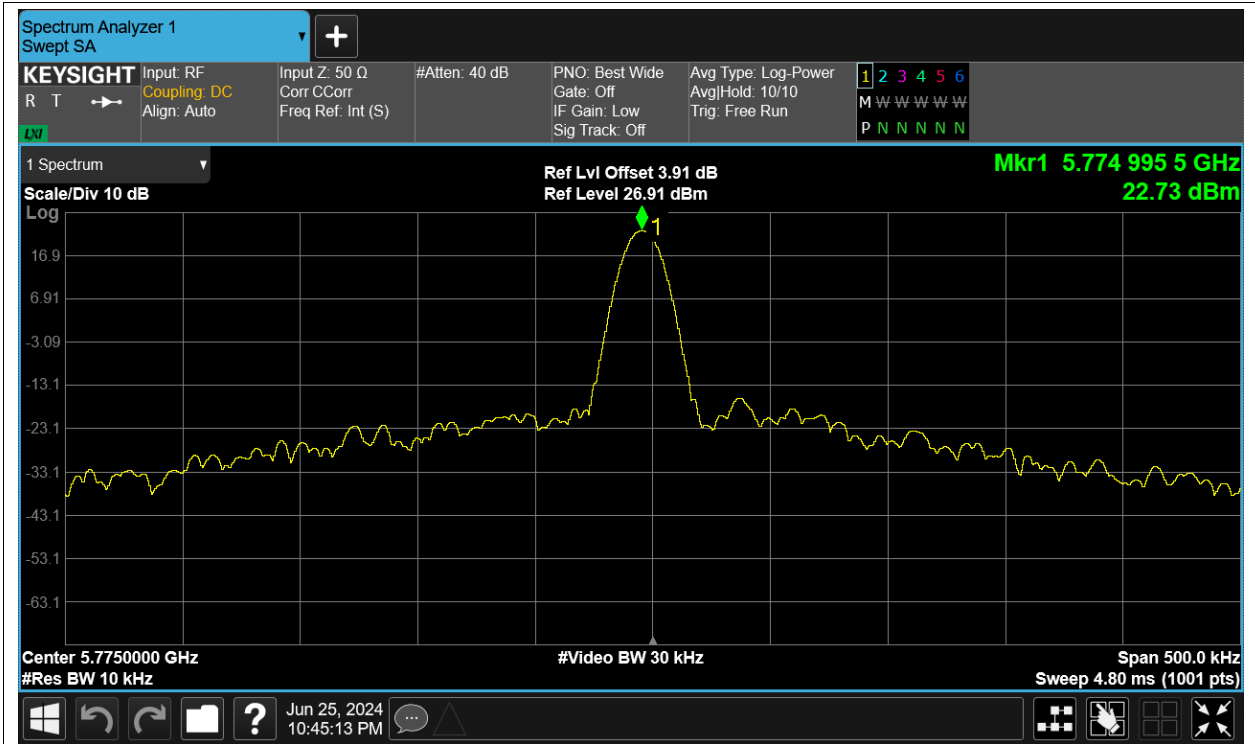 Spectrum Analyzer 1
Swept SA
+
KEYSIGHT
R T
LXI
Input: RF
Coupling: DC
Align: Auto
Input Z: 50 Ω
Corr CCorr
Freq Ref: Int (S)
#Atten: 40 dB
PNO: Best Wide
Gate: Off
IF Gain: Low
Sig Track: Off
Avg Type: Log-Power
Avg|Hold: 10/10
Trig: Free Run
1 2 3 4 5 6
M W W W W W W
P N N N N N N
1 Spectrum
Scale/Div 10 dB
Log
Ref Lvl Offset 3.91 dB
Ref Level 26.91 dBm
Mkr1 5.774 995 5 GHz
22.73 dBm
1
16.9
6.91
-3.09
-13.1
-23.1
-33.1
-43.1
-53.1
-63.1
Center 5.7750000 GHz
#Res BW 10 kHz
#Video BW 30 kHz
Span 500.0 kHz
Sweep 4.80 ms (1001 pts)
?
Jun 25, 2024
10:45:13 PM